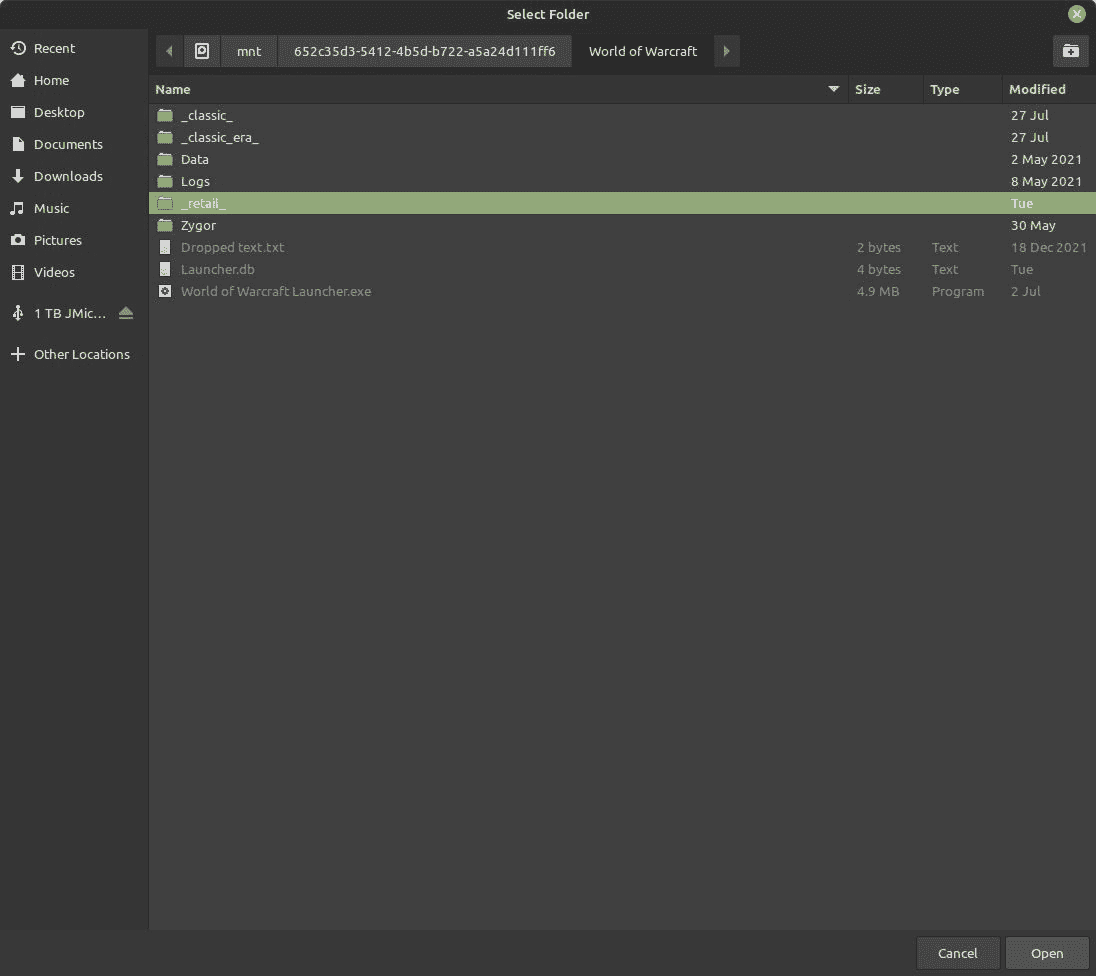 Select Folder
Recent
Home
Desktop
Documents
Downloads
Music
Pictures
Videos
1 TB JMic...
Other Locations
mnt 652c35d3-5412-4b5d-b722-a5a24d111ff6 World of Warcraft
Name Size Type Modified
_classic_ 27 Jul
_classic_era_ 27 Jul
Data 2 May 2021
Logs 8 May 2021
_retail_ Tue
Zygor 30 May
Dropped text.txt 2 bytes Text 18 Dec 2021
Launcher.db 4 bytes Text Tue
World of Warcraft Launcher.exe 4.9 MB Program 2 Jul
Cancel Open